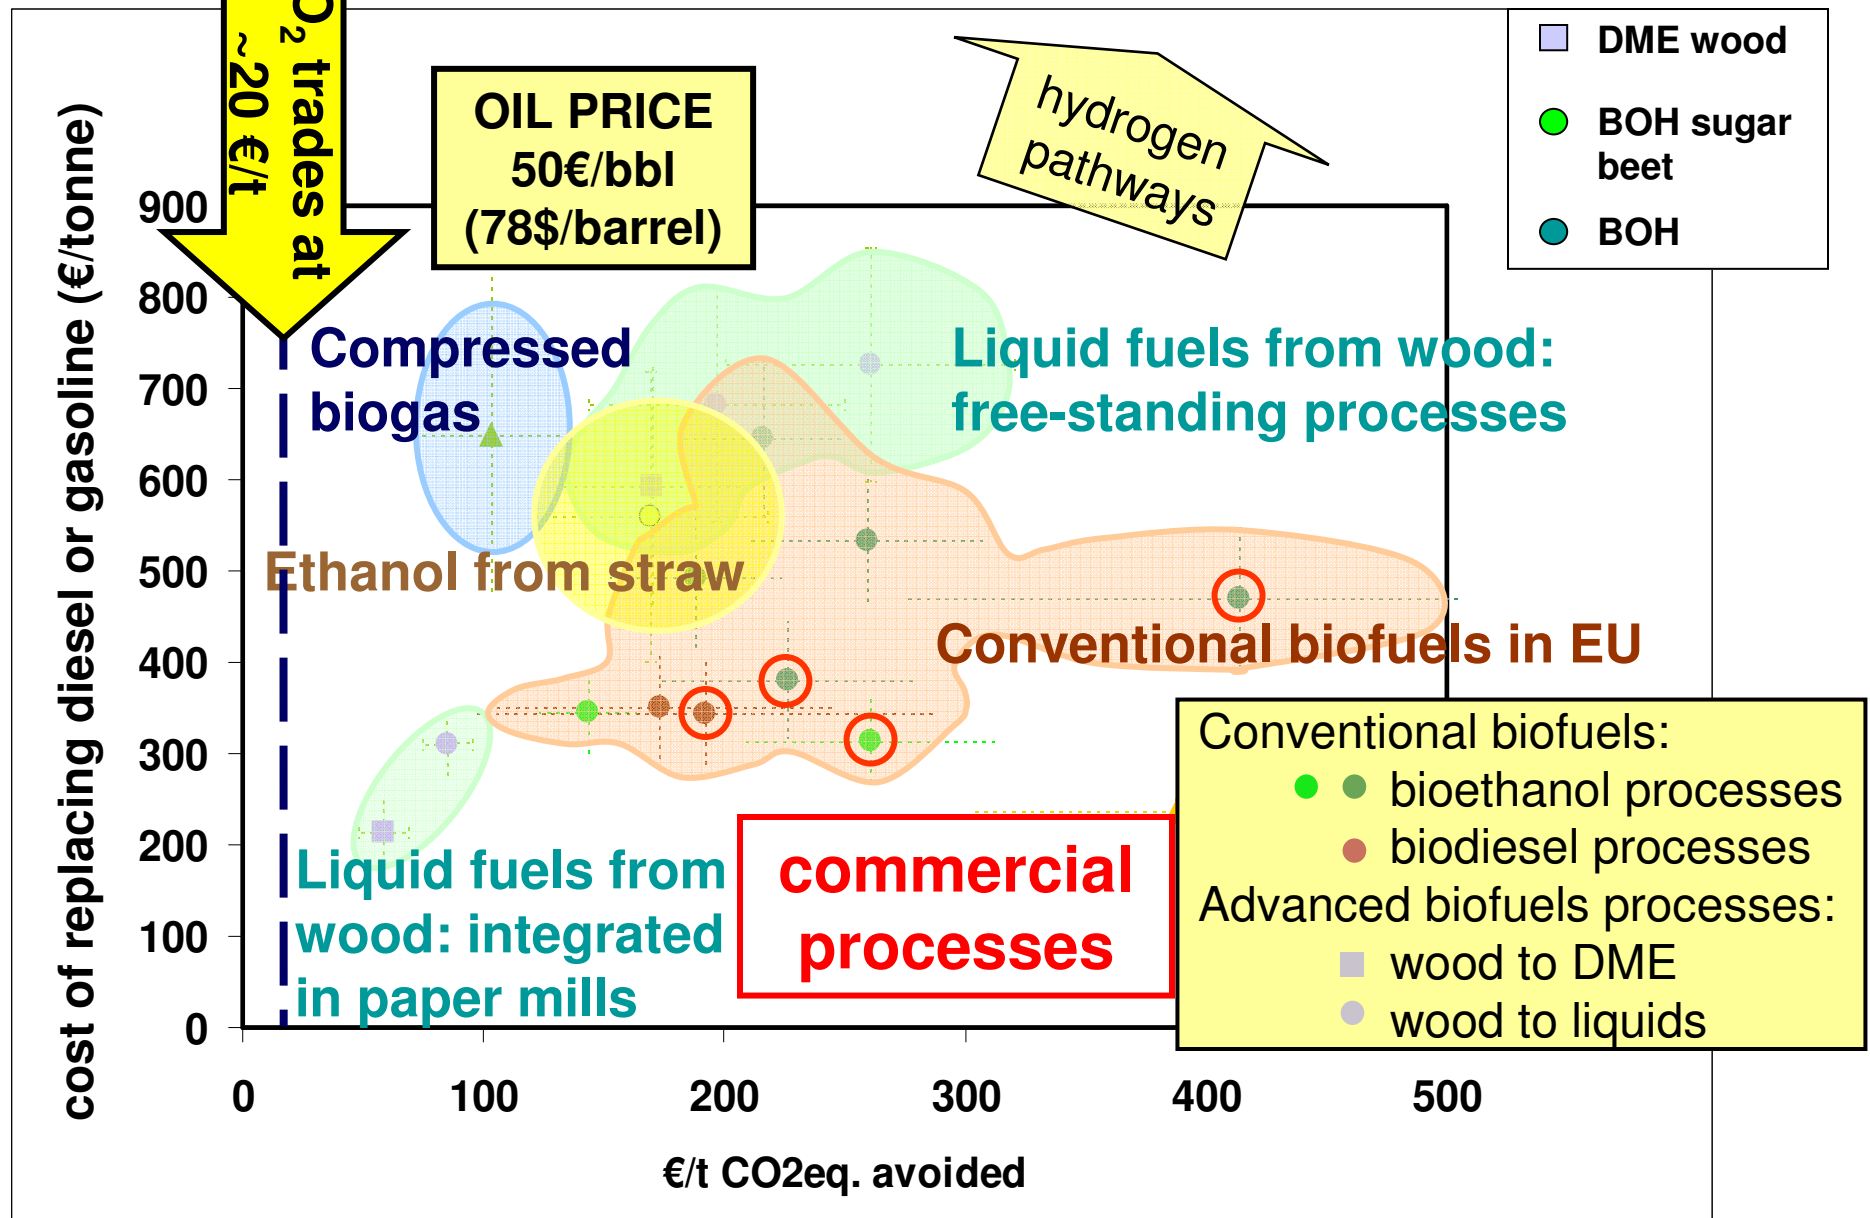 O₂ trades at
~20 €/t
OIL PRICE
50€/bbl
(78$/barrel)
hydrogen
pathways
DME wood
BOH sugar
beet
BOH
cost of replacing diesel or gasoline (€/tonne)
900
800
700
600
500
400
300
200
100
0
Compressed
biogas
Liquid fuels from wood:
free-standing processes
Ethanol from straw
Conventional biofuels in EU
Liquid fuels from
wood: integrated
in paper mills
commercial
processes
Conventional biofuels:
bioethanol processes
biodiesel processes
Advanced biofuels processes:
wood to DME
wood to liquids
0 100 200 300 400 500
€/t CO2eq. avoided